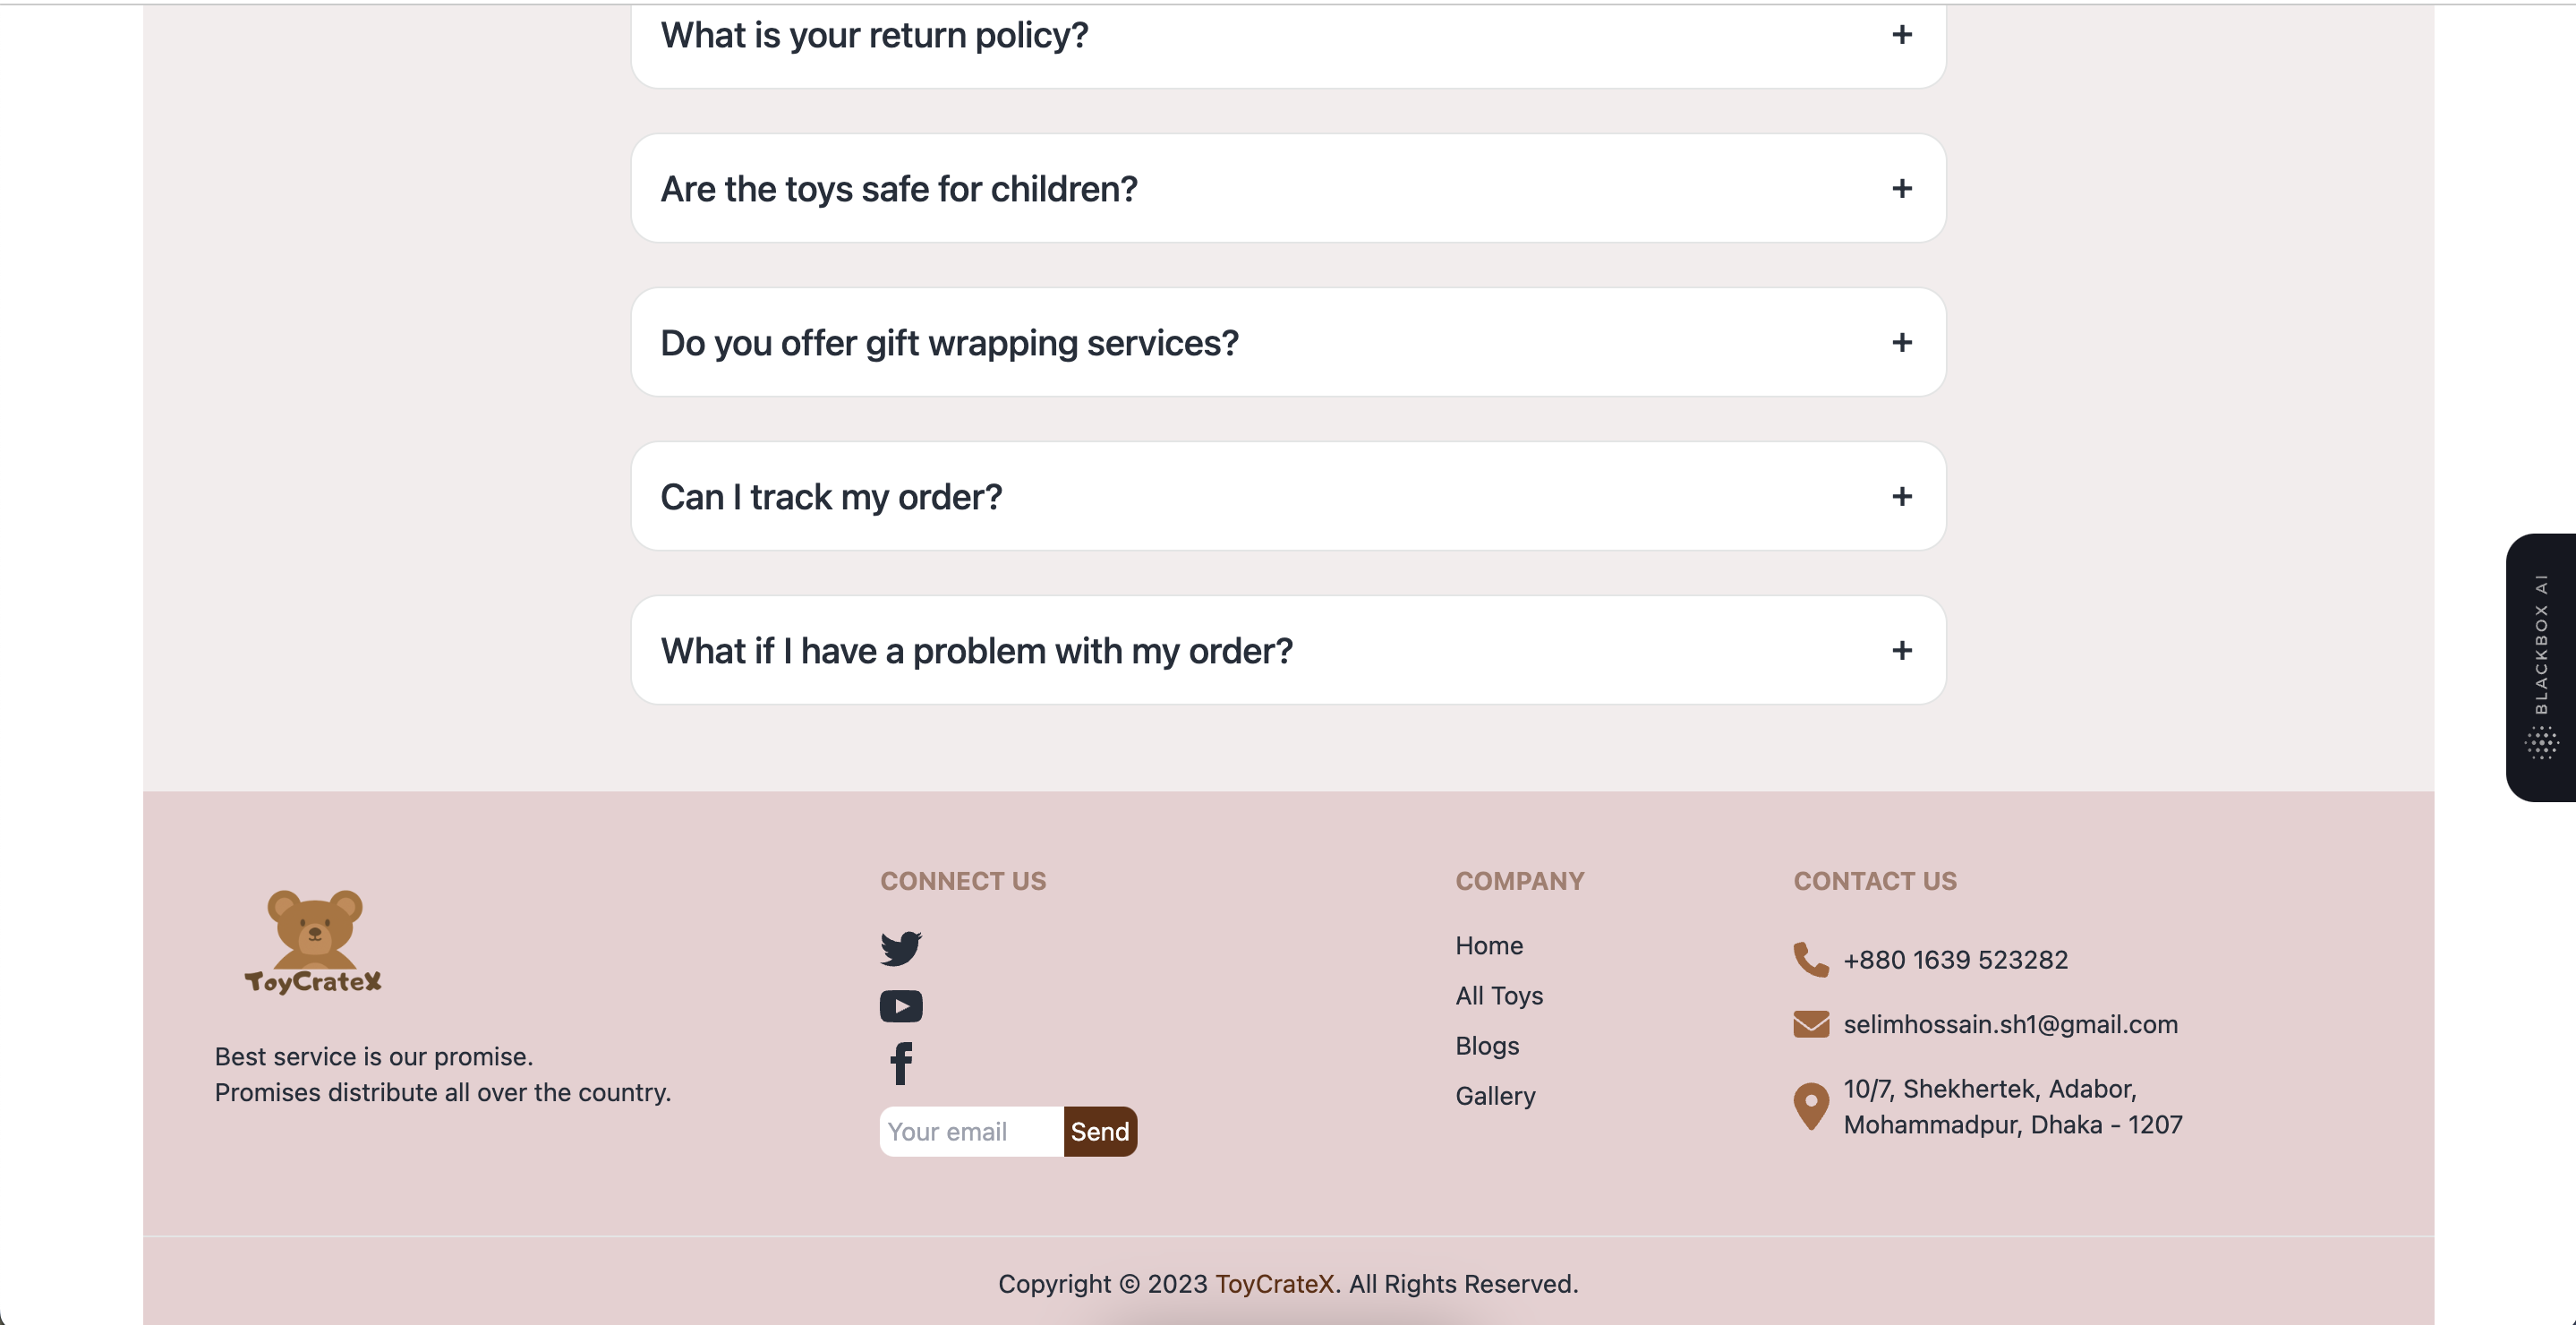 What is your return policy?
+
Are the toys safe for children?
+
Do you offer gift wrapping services?
+
Can I track my order?
+
What if I have a problem with my order?
+
BLACKBOX AI
ToyCrateX
Best service is our promise.
Promises distribute all over the country.
CONNECT US
Your email
Send
COMPANY
Home
All Toys
Blogs
Gallery
CONTACT US
+880 1639 523282
selimhossain.sh1@gmail.com
10/7, Shekhertek, Adabor,
Mohammadpur, Dhaka - 1207
Copyright © 2023 ToyCrateX. All Rights Reserved.